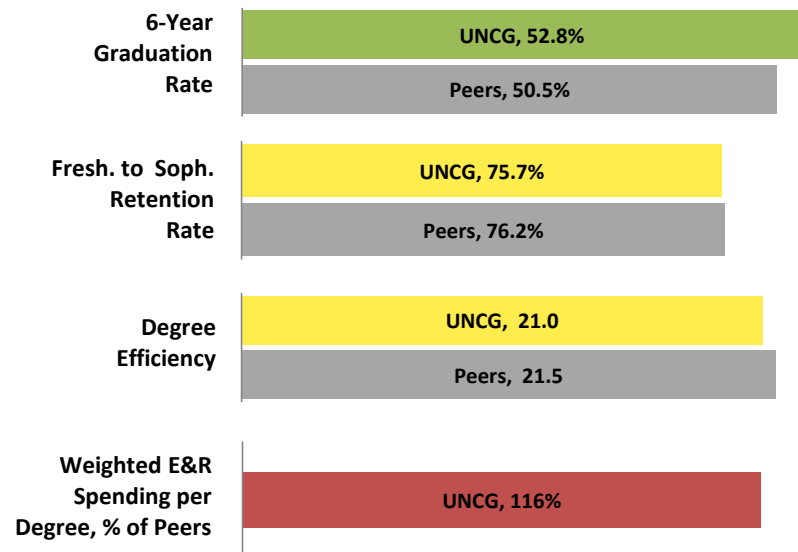 6-Year
Graduation
Rate
UNCG, 52.8%
Peers, 50.5%
Fresh. to Soph.
Retention
Rate
UNCG, 75.7%
Peers, 76.2%
Degree
Efficiency
UNCG, 21.0
Peers, 21.5
Weighted E&R
Spending per
Degree, % of Peers
UNCG, 116%